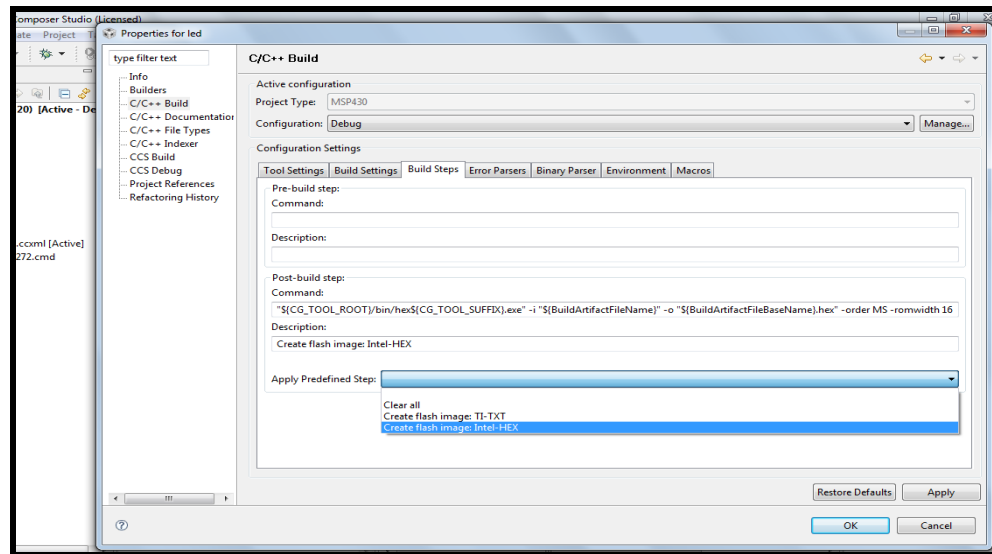 omposer Studio (Licensed)
ate Project T
20) [Active - De
.ccxml [Active]
272.cmd
Properties for led
type filter text
Info
Builders
C/C++ Build
C/C++ Documentation
C/C++ File Types
C/C++ Indexer
CCS Build
CCS Debug
Project References
Refactoring History
C/C++ Build
Active configuration
Project Type: MSP430
Configuration: Debug Manage...
Configuration Settings
Tool Settings Build Settings Build Steps Error Parsers Binary Parser Environment Macros
Pre-build step:
Command:
Description:
Post-build step:
Command:
"${CG_TOOL_ROOT}/bin/hex${CG_TOOL_SUFFIX}.exe" -i "${BuildArtifactFileName}" -o "${BuildArtifactFileBaseName}.hex" -order MS -romwidth 16
Description:
Create flash image: Intel-HEX
Apply Predefined Step:
Clear all
Create flash image: TI-TXT
Create flash image: Intel-HEX
Restore Defaults Apply
OK Cancel